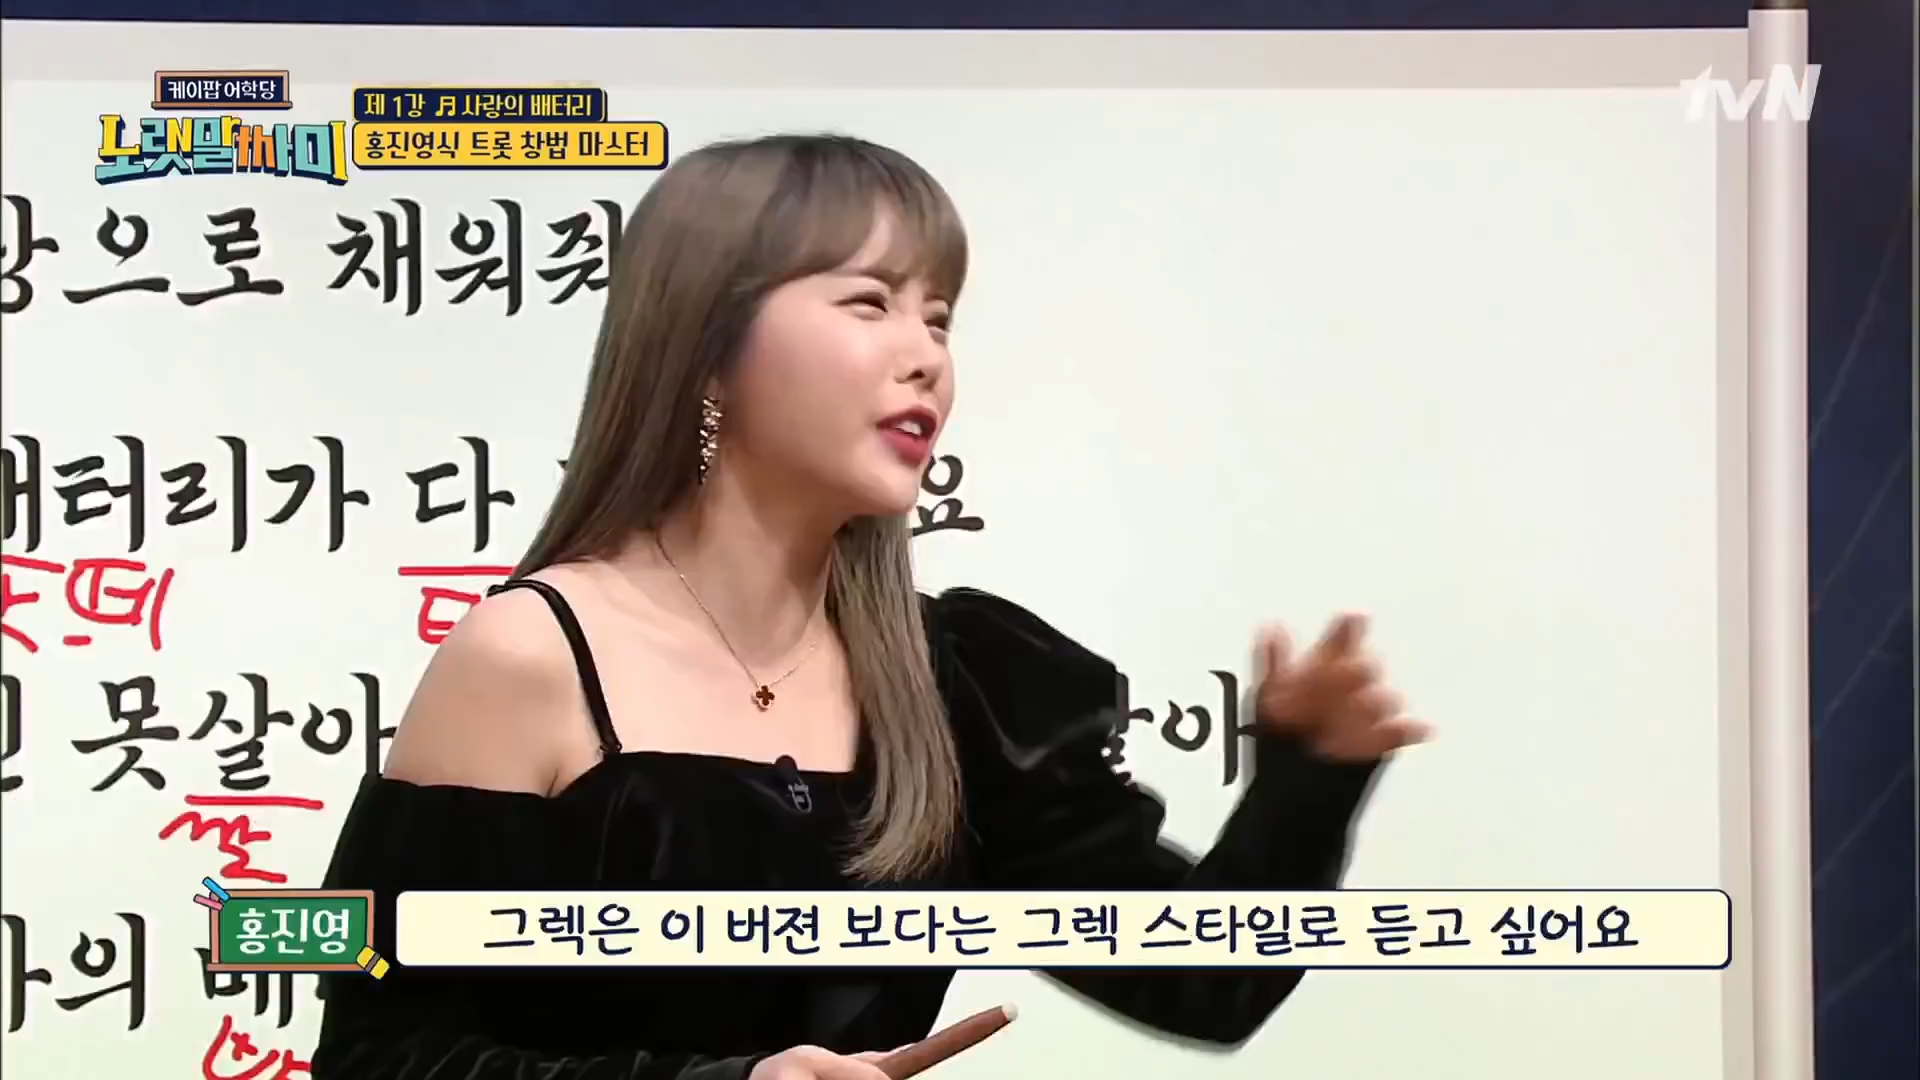 케이팝 어학당
노랫말싸미
제 1강 ♬ 사랑의 배터리
홍진영식 트롯 창법 마스터
tvN
랑으로 채워줘
배터리가 다 요
떼
못살아 살아
쌀
의 배
홍진영
그렉은 이 버젼 보다는 그렉 스타일로 듣고 싶어요